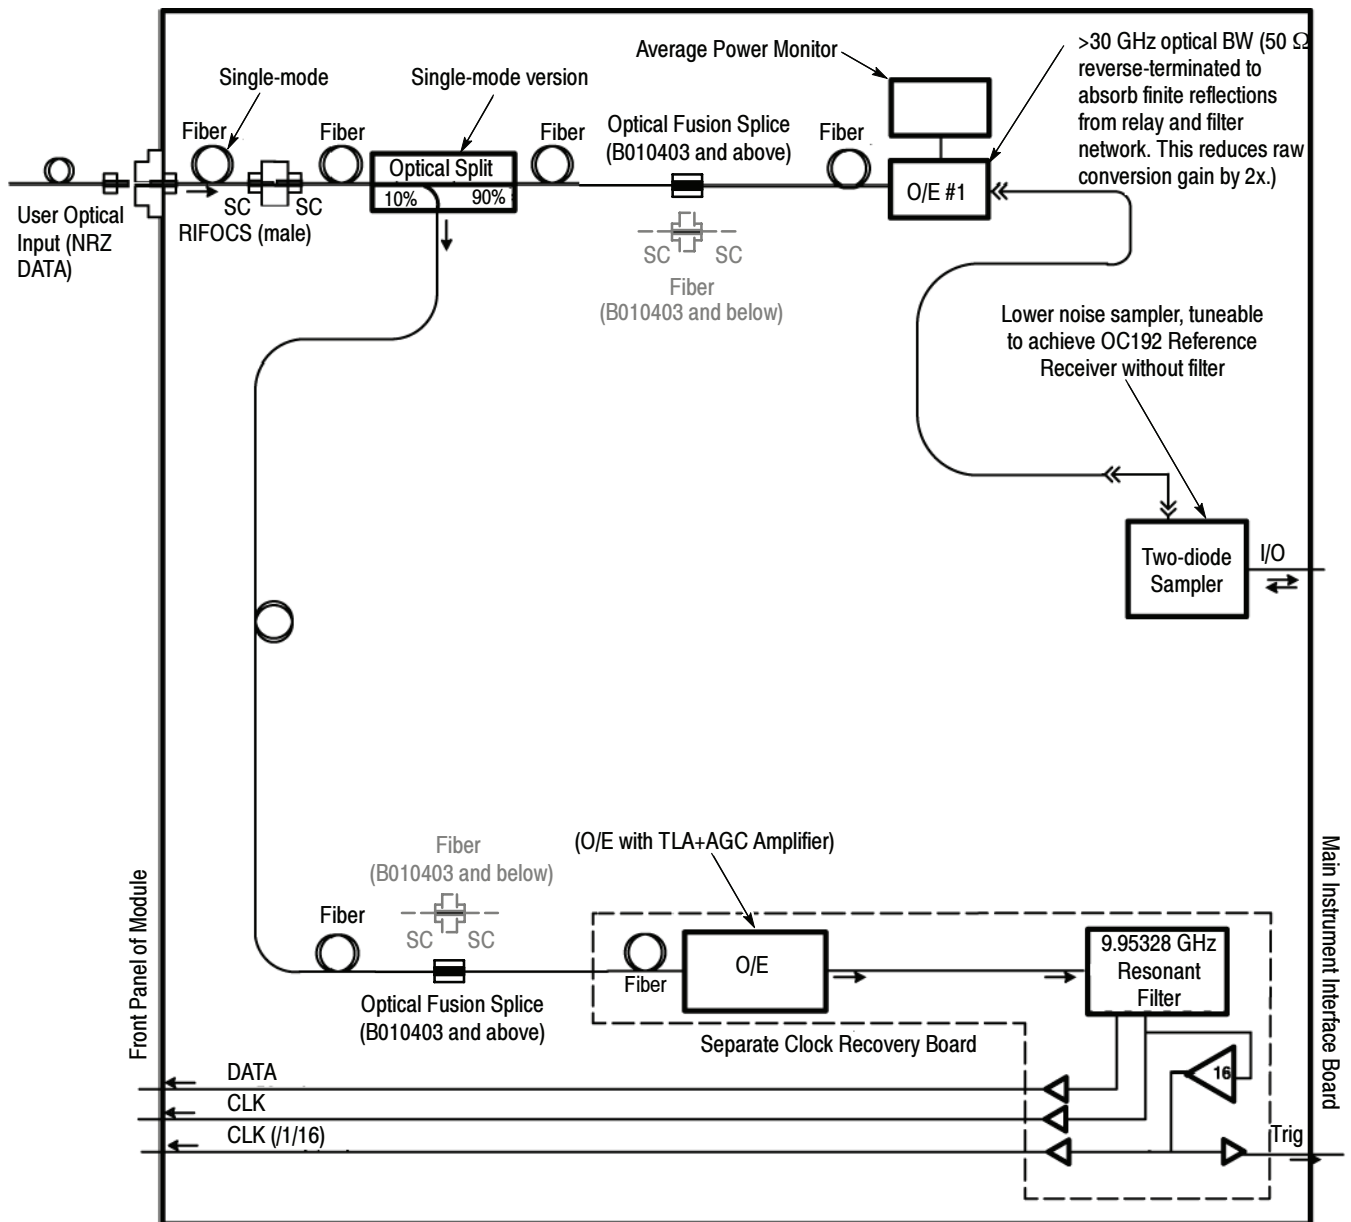 Average Power Monitor
>30 GHz optical BW (50 Ω
reverse-terminated to
absorb finite reflections
from relay and filter
network. This reduces raw
conversion gain by 2x.)
Single-mode
Single-mode version
Fiber
Fiber
Fiber
Optical Fusion Splice
(B010403 and above)
Fiber
Optical Split
10%
90%
O/E #1
SC
SC
RIFOCS (male)
User Optical
Input (NRZ
DATA)
SC
SC
Fiber
(B010403 and below)
Lower noise sampler, tuneable
to achieve OC192 Reference
Receiver without filter
Two-diode
Sampler
I/O
Fiber
(B010403 and below)
SC
SC
Fiber
Optical Fusion Splice
(B010403 and above)
(O/E with TLA+AGC Amplifier)
Fiber
O/E
9.95328 GHz
Resonant
Filter
Separate Clock Recovery Board
16
Front Panel of Module
Main Instrument Interface Board
DATA
CLK
CLK (/1/16)
Trig